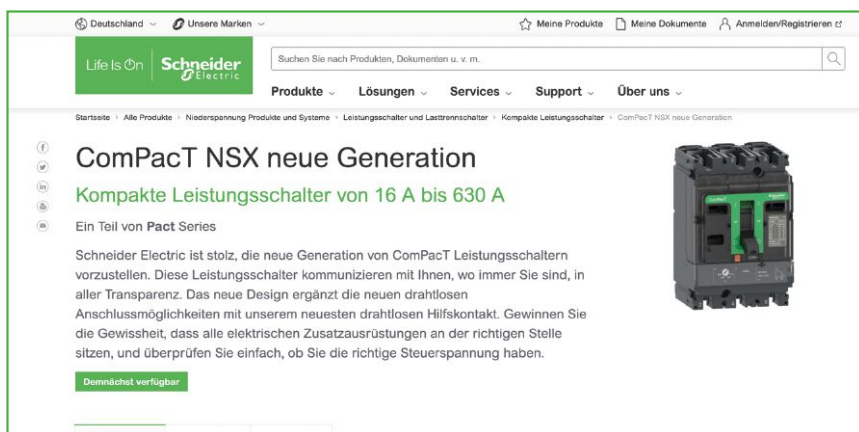 Deutschland
Unsere Marken
Meine Produkte
Meine Dokumente
Anmelden/Registrieren
Life Is On
Schneider
Electric
Suchen Sie nach Produkten, Dokumenten u. v. m.
Produkte
Lösungen
Services
Support
Über uns
Startseite > Alle Produkte > Niederspannung Produkte und Systeme > Leistungsschalter und Lasttrennschalter > Kompakte Leistungsschalter > ComPacT NSX neue Generation
ComPacT NSX neue Generation
Kompakte Leistungsschalter von 16 A bis 630 A
Ein Teil von Pact Series
Schneider Electric ist stolz, die neue Generation von ComPacT Leistungsschaltern
vorzustellen. Diese Leistungsschalter kommunizieren mit Ihnen, wo immer Sie sind, in
aller Transparenz. Das neue Design ergänzt die neuen drahtlosen
Anschlussmöglichkeiten mit unserem neuesten drahtlosen Hilfskontakt. Gewinnen Sie
die Gewissheit, dass alle elektrischen Zusatzausrüstungen an der richtigen Stelle
sitzen, und überprüfen Sie einfach, ob Sie die richtige Steuerspannung haben.
Demnächst verfügbar
ComPacT